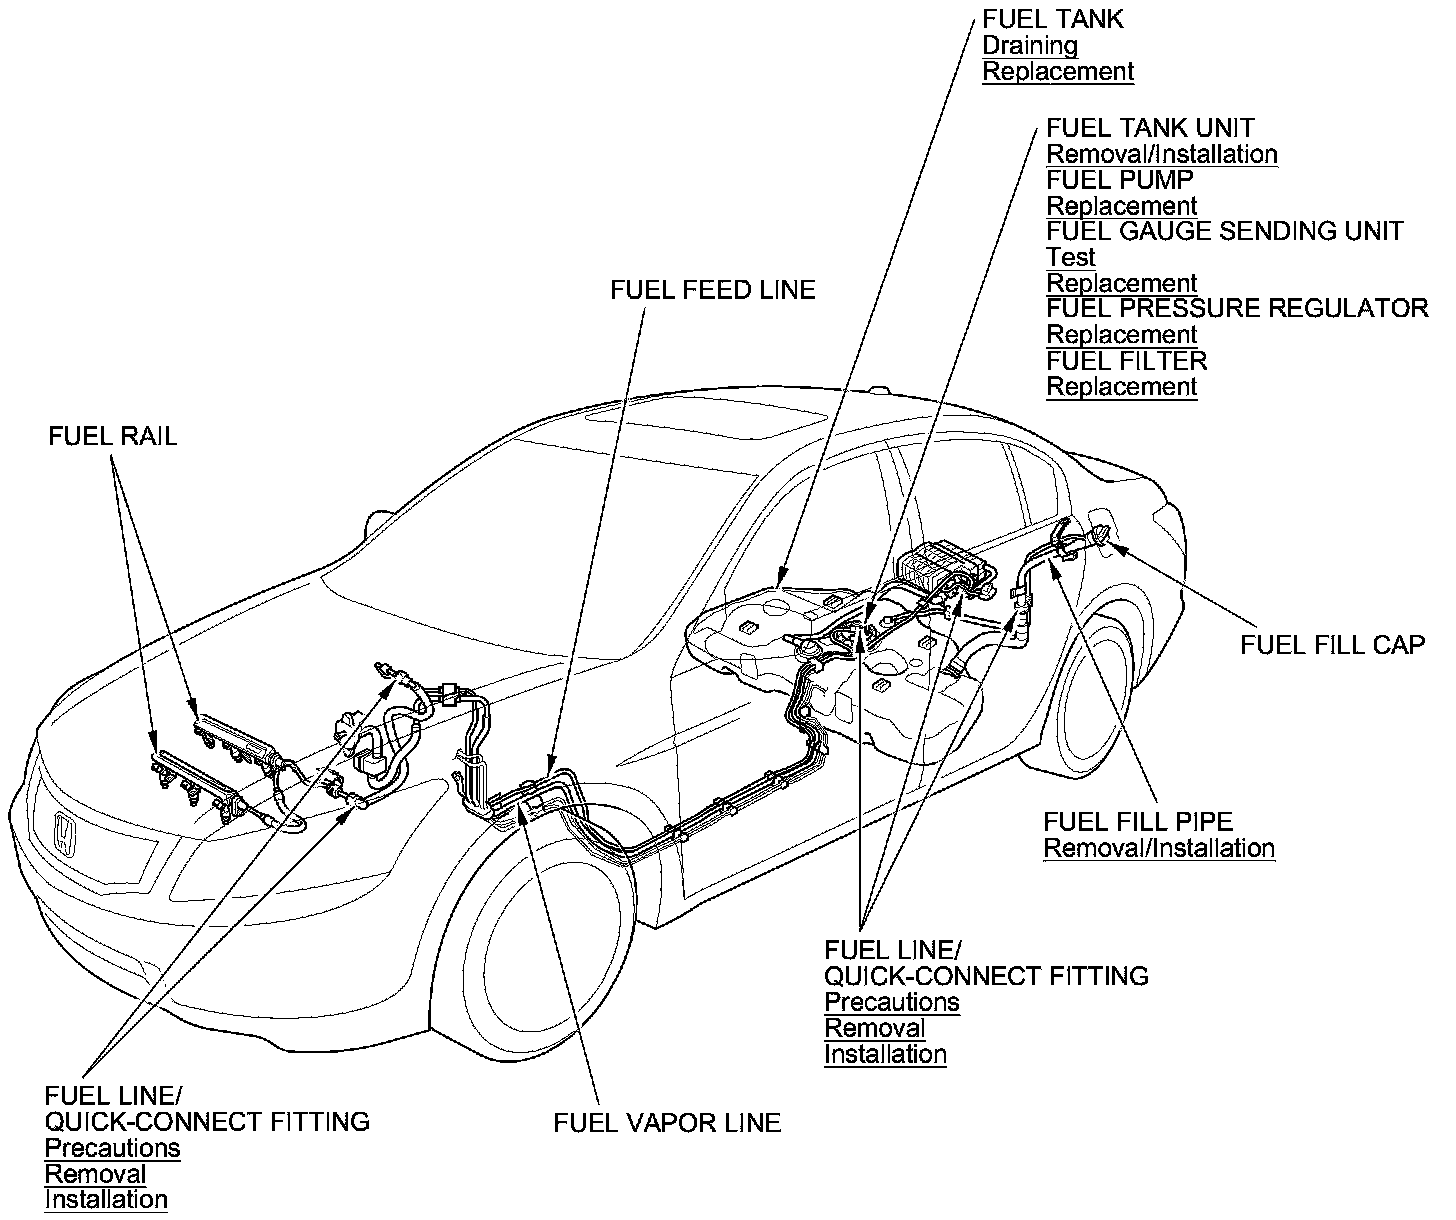 FUEL TANK
Draining
Replacement
FUEL TANK UNIT
Removal/Installation
FUEL PUMP
Replacement
FUEL GAUGE SENDING UNIT
Test
Replacement
FUEL PRESSURE REGULATOR
Replacement
FUEL FILTER
Replacement
FUEL FEED LINE
FUEL RAIL
FUEL FILL CAP
FUEL FILL PIPE
Removal/Installation
FUEL LINE/
QUICK-CONNECT FITTING
Precautions
Removal
Installation
FUEL LINE/
QUICK-CONNECT FITTING
Precautions
Removal
Installation
FUEL VAPOR LINE